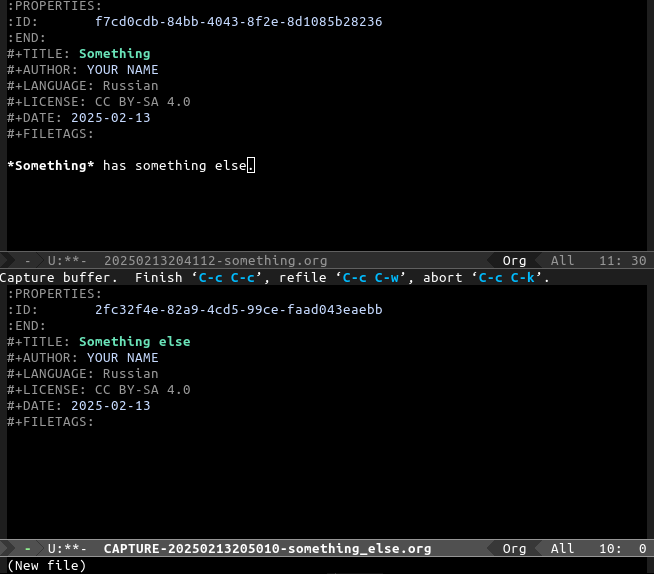 :PROPERTIES:
:ID:       f7cd0cdb-84bb-4043-8f2e-8d1085b28236
:END:
#+TITLE: Something
#+AUTHOR: YOUR NAME
#+LANGUAGE: Russian
#+LICENSE: CC BY-SA 4.0
#+DATE: 2025-02-13
#+FILETAGS:
*Something* has something else.
- U:**-  20250213204112-something.org Org All 11: 30
Capture buffer.  Finish ‘C-c C-c’, refile ‘C-c C-w’, abort ‘C-c C-k’.
:PROPERTIES:
:ID:       2fc32f4e-82a9-4cd5-99ce-faad043eaebb
:END:
#+TITLE: Something else
#+AUTHOR: YOUR NAME
#+LANGUAGE: Russian
#+LICENSE: CC BY-SA 4.0
#+DATE: 2025-02-13
#+FILETAGS:
- U:**-  CAPTURE-20250213205010-something_else.org Org All 10:  0
(New file)